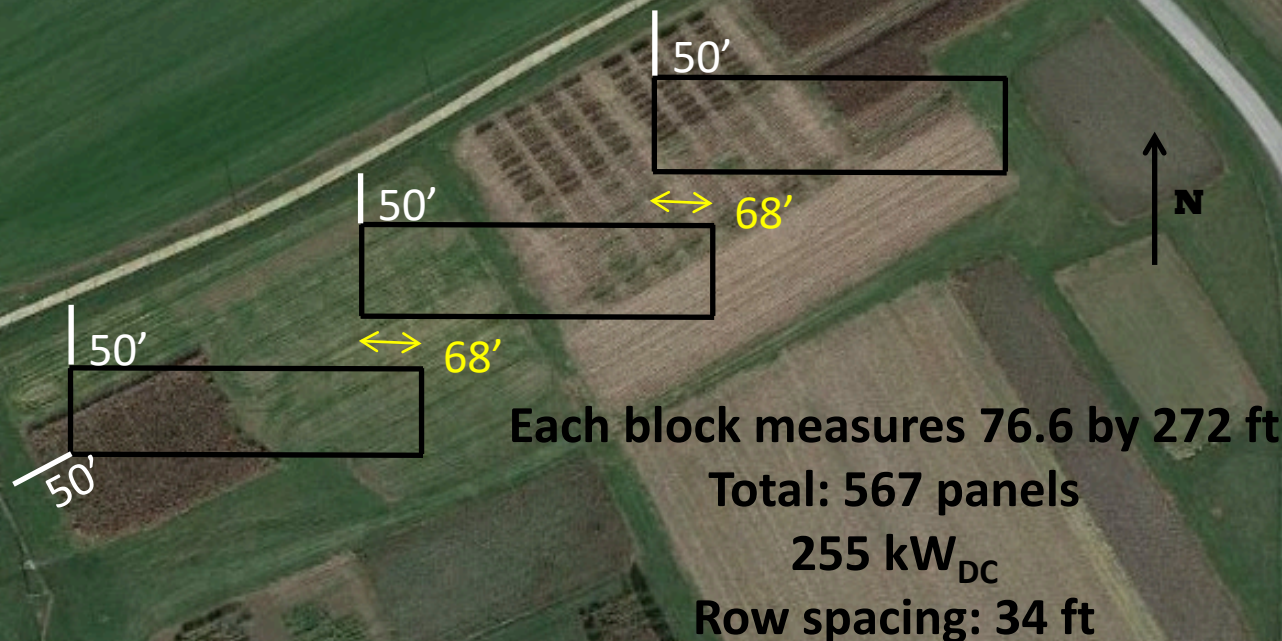 50’
50’
68’
N
50’
68’
50’
Each block measures 76.6 by 272 ft
Total: 567 panels
255 kWDC
Row spacing: 34 ft